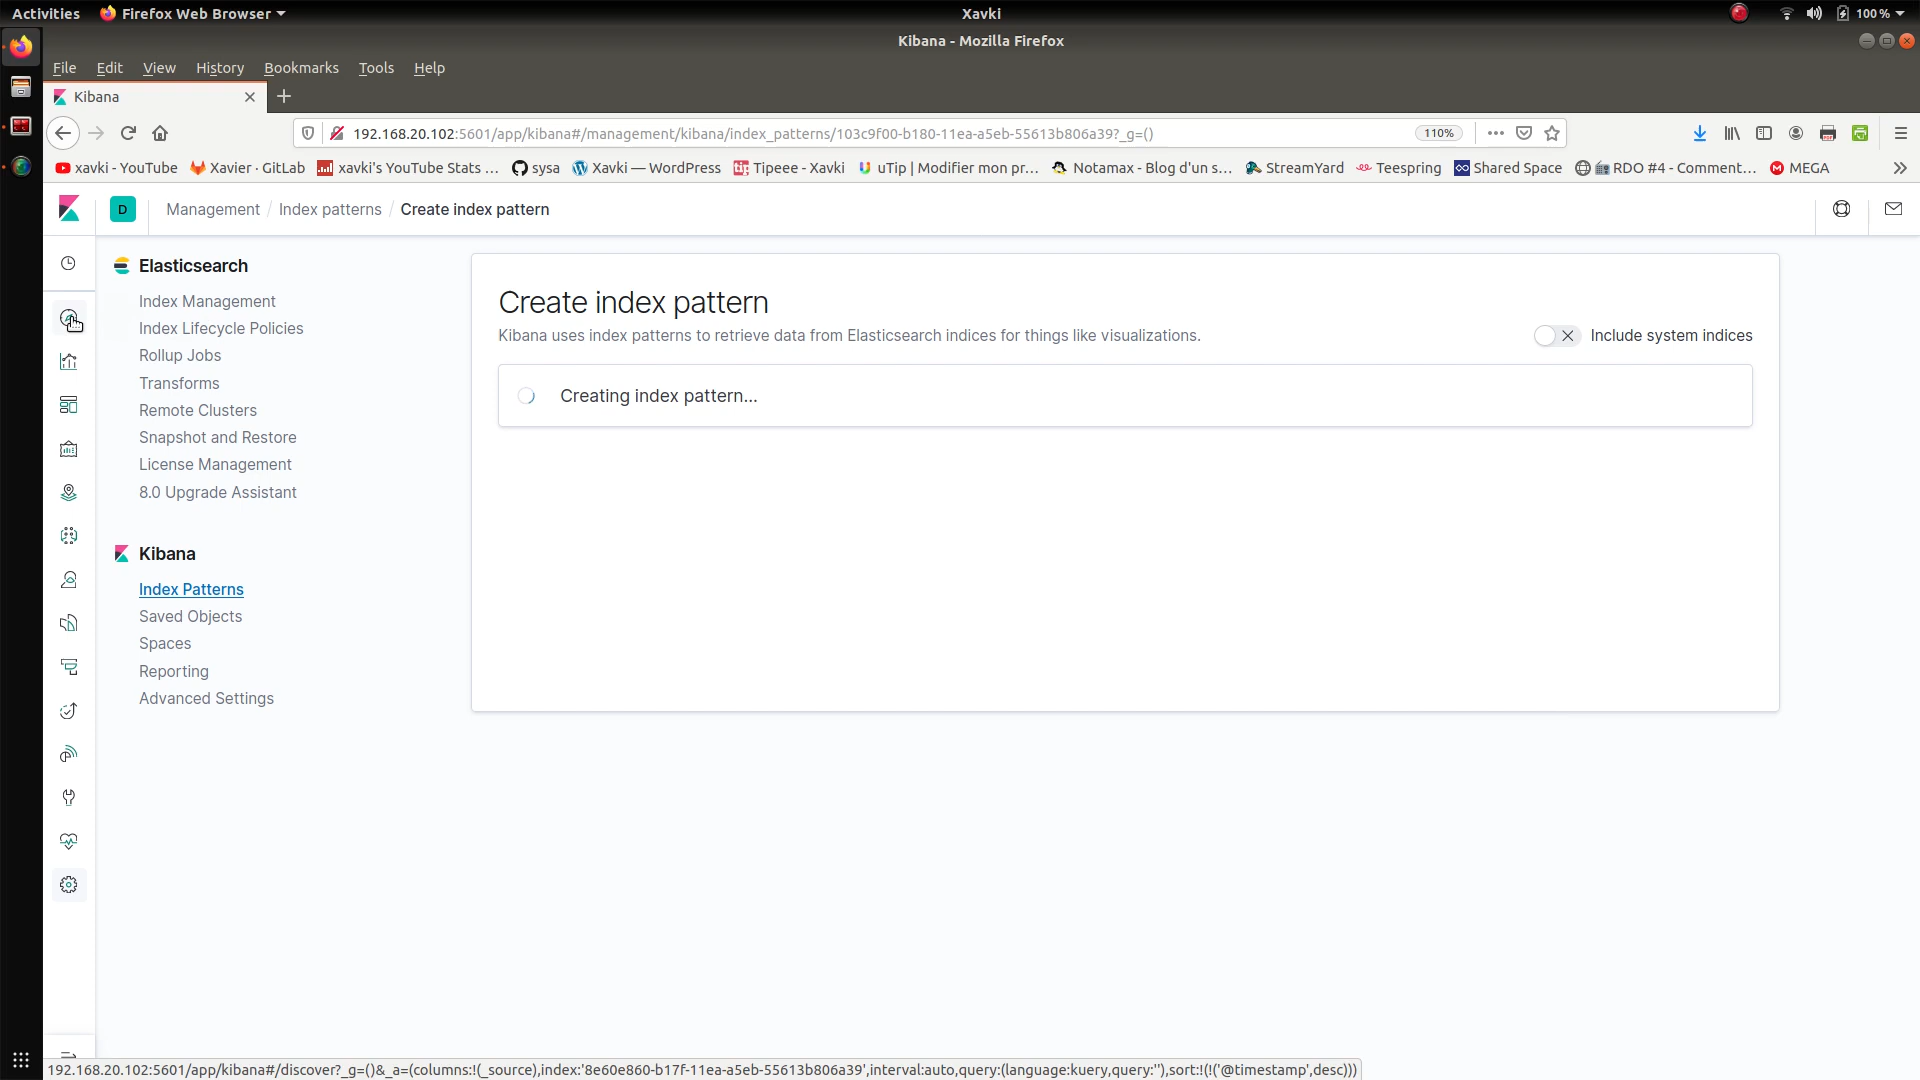 Activities
Firefox Web Browser
Xavki
100 %
Kibana - Mozilla Firefox
File Edit View History Bookmarks Tools Help
Kibana
192.168.20.102:5601/app/kibana#/management/kibana/index_patterns/103c9f00-b180-11ea-a5eb-55613b806a39?_g=()
110%
xavki - YouTube
Xavier · GitLab
xavki's YouTube Stats ...
sysa
Xavki — WordPress
Tipeee - Xavki
uTip | Modifier mon pr...
Notamax - Blog d'un s...
StreamYard
Teespring
Shared Space
RDO #4 - Comment...
MEGA
D
Management / Index patterns / Create index pattern
Elasticsearch
Index Management
Index Lifecycle Policies
Rollup Jobs
Transforms
Remote Clusters
Snapshot and Restore
License Management
8.0 Upgrade Assistant
Kibana
Index Patterns
Saved Objects
Spaces
Reporting
Advanced Settings
Create index pattern
Kibana uses index patterns to retrieve data from Elasticsearch indices for things like visualizations.
Include system indices
Creating index pattern...
192.168.20.102:5601/app/kibana#/discover?_g=()&_a=(columns:!(_source),index:'8e60e860-b17f-11ea-a5eb-55613b806a39',interval:auto,query:(language:kuery,query:''),sort:!(!('@timestamp',desc)))